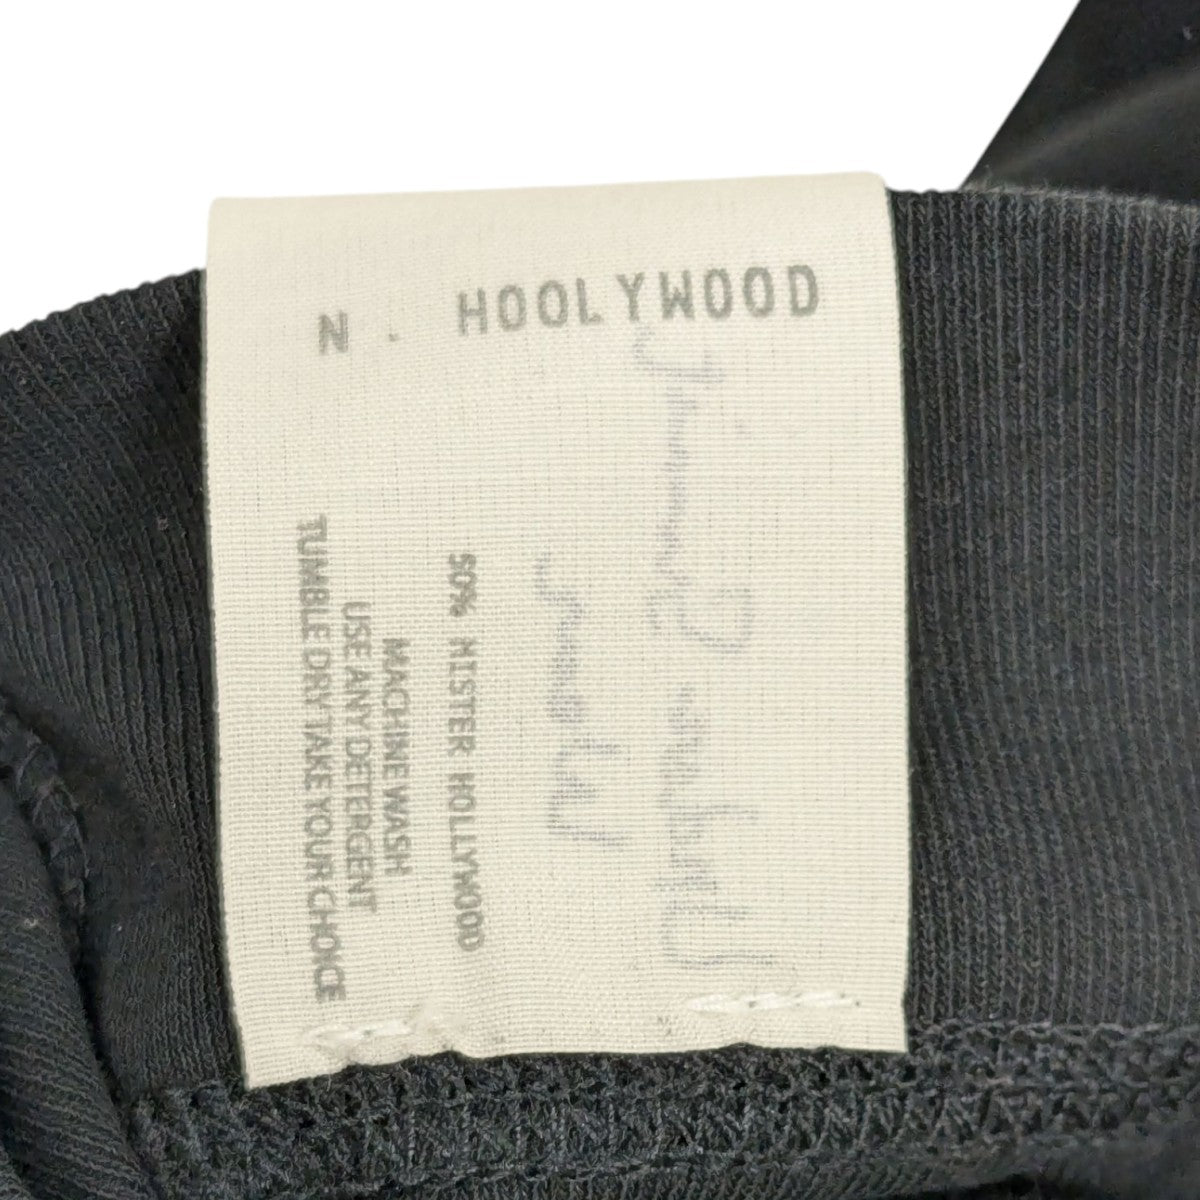 N. HOOLYWOOD
50% MISTER HOLLYWOOD
MACHINE WASH
USE ANY DETERGENT
TUMBLE DRY TAKE YOUR CHOICE